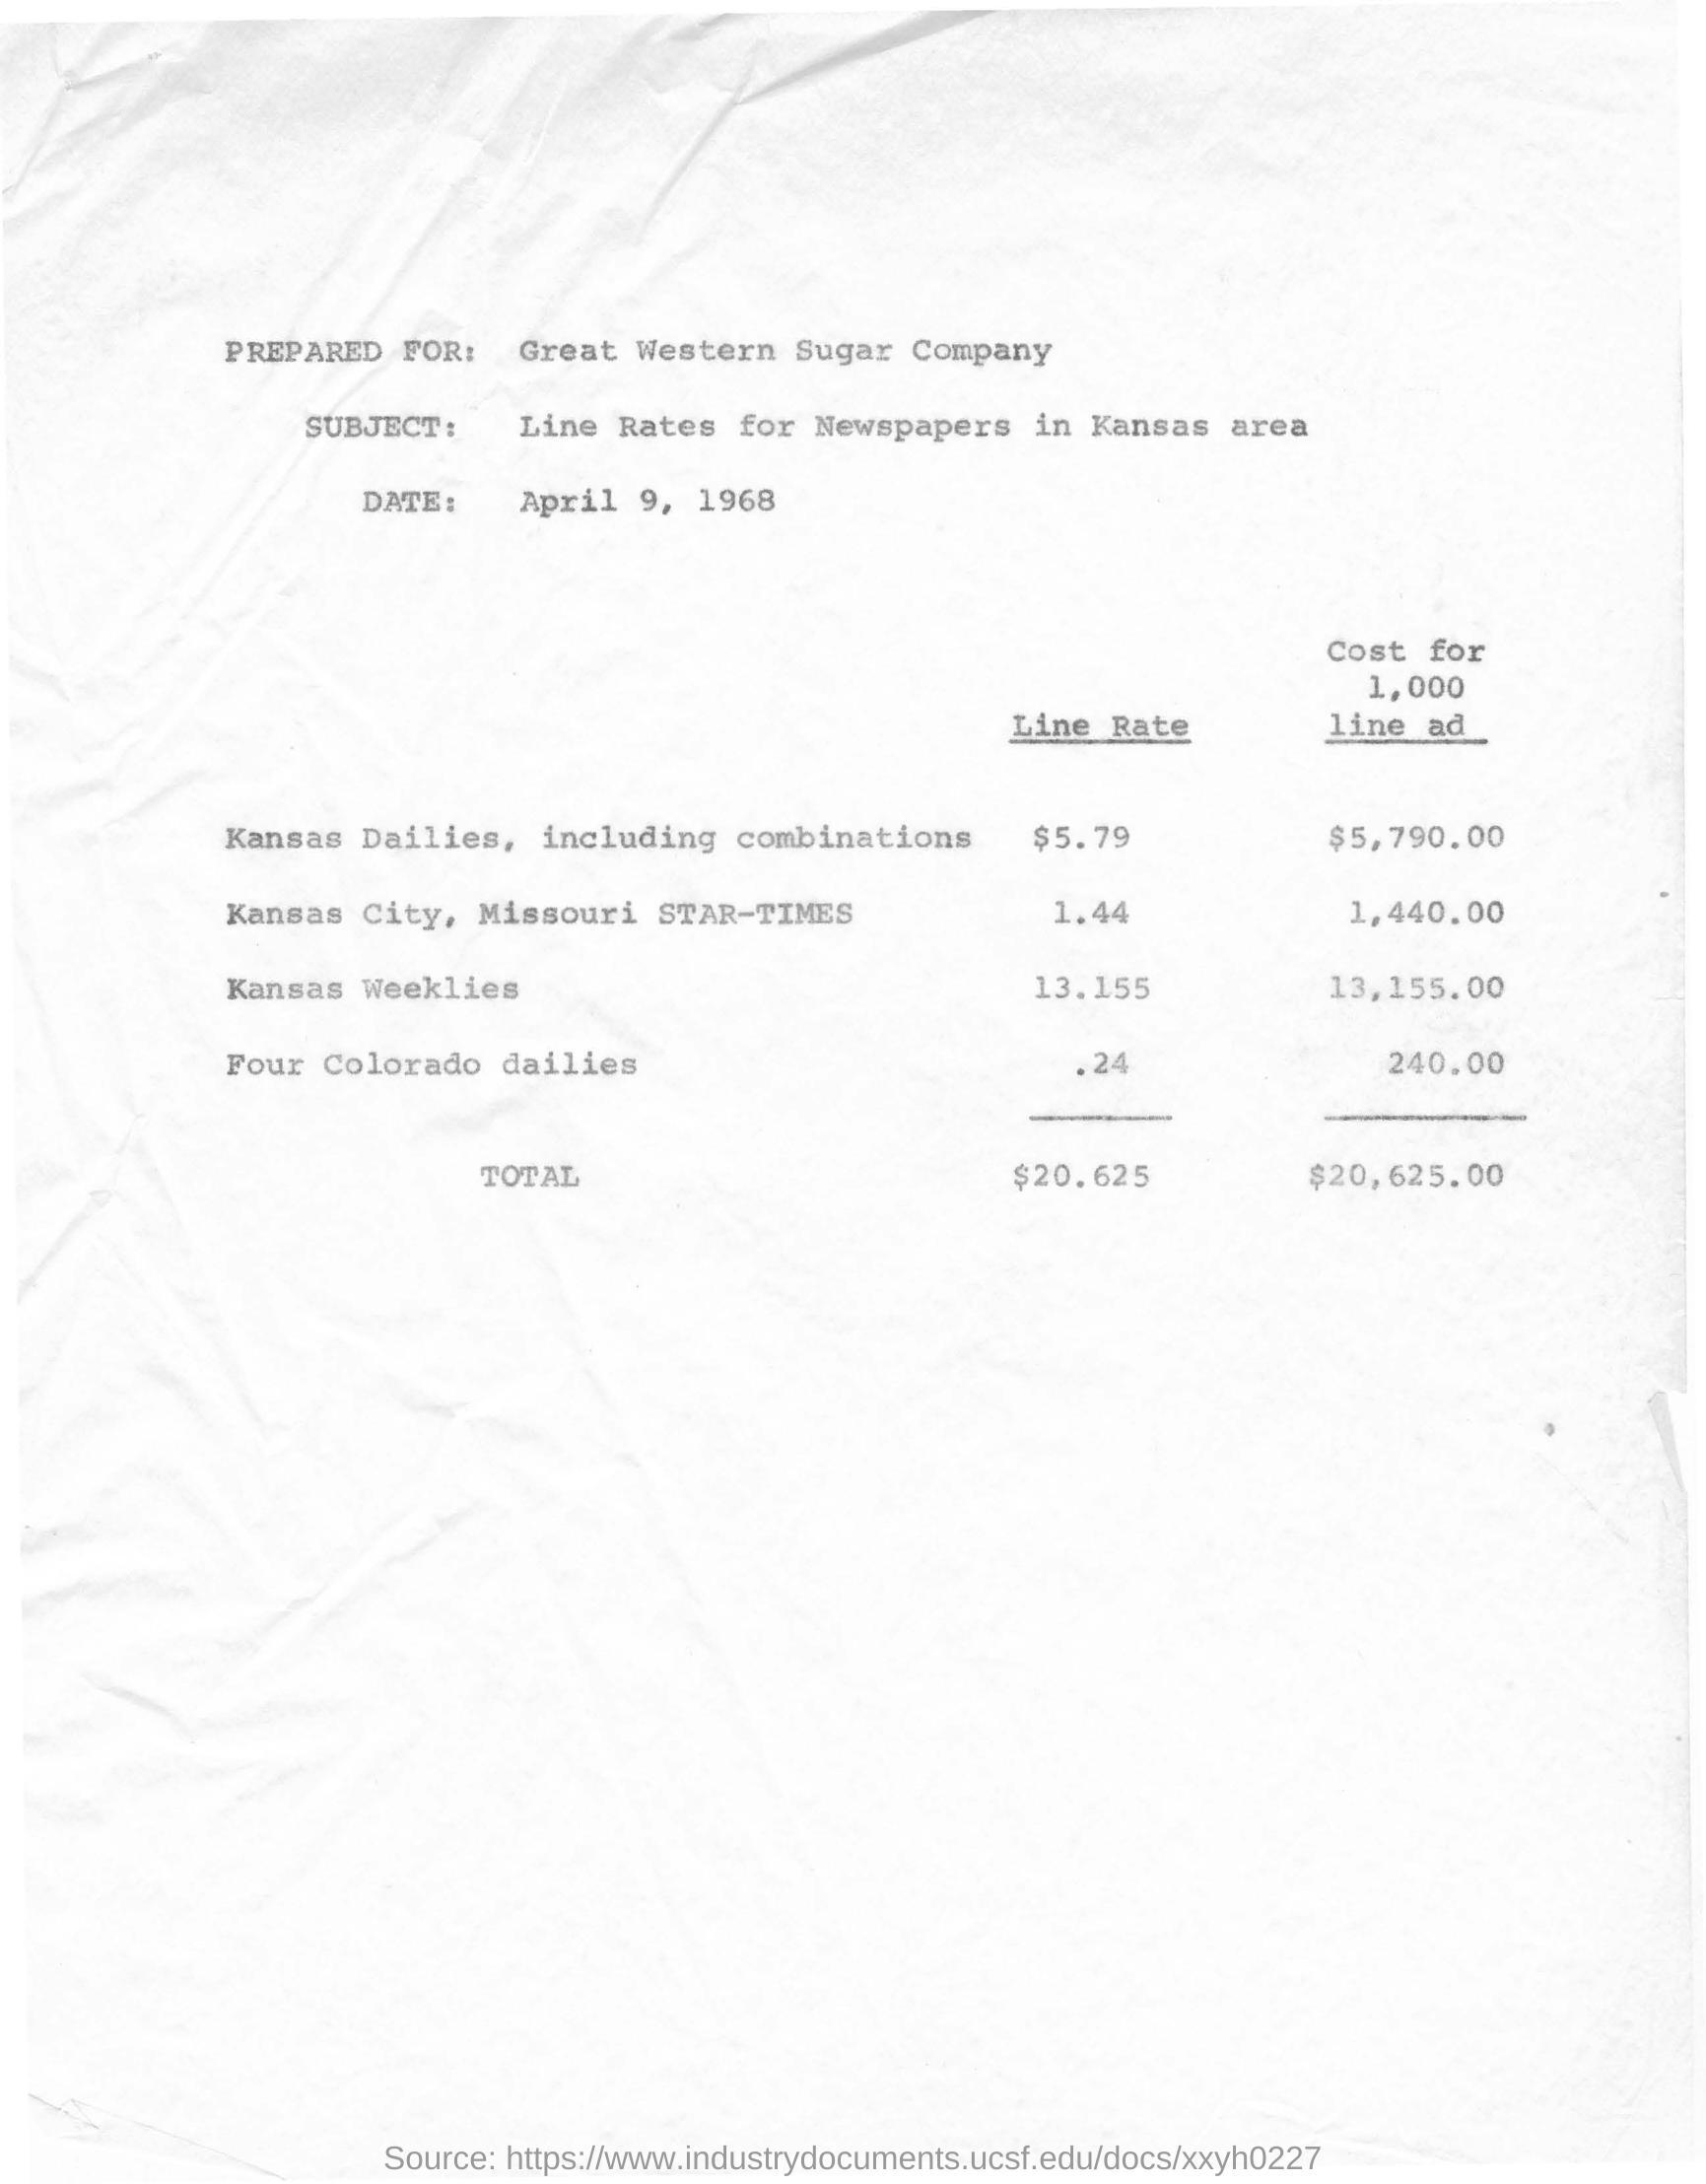 PREPARED FOR: Great Western Sugar Company
SUBJECT: Line Rates for Newspapers in Kansas area
DATE: April 9, 1968
Cost for
1,000
Line Rate line ad
Kansas Dailies, including combinations $5.79 $5,790.00
Kansas City, Missouri STAR-TIMES 1.44 1,440.00
Kansas Weeklies 13.155 13,155.00
Four Colorado dailies .24 240.00
TOTAL $20.625 $20,625.00
Source: https://www.industrydocuments.ucsf.edu/docs/xxyh0227